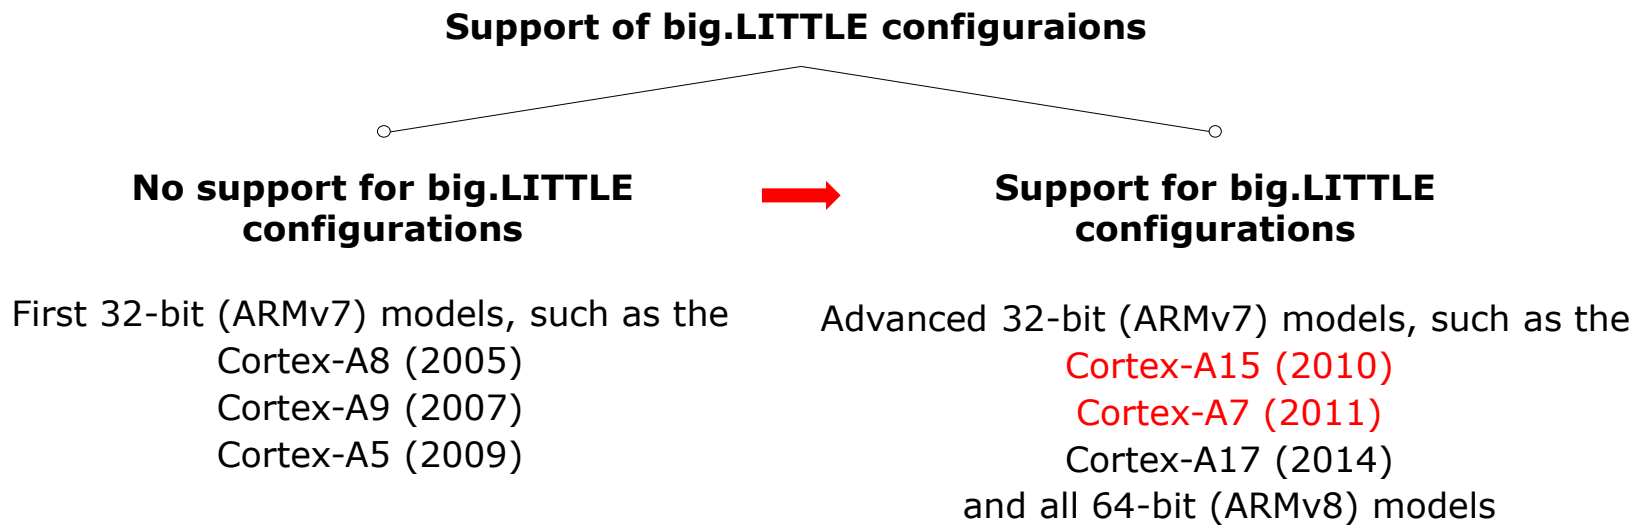 Support of big.LITTLE configuraions
No support for big.LITTLE
configurations
First 32-bit (ARMv7) models, such as the
Cortex-A8 (2005)
Cortex-A9 (2007)
Cortex-A5 (2009)
Support for big.LITTLE
configurations
Advanced 32-bit (ARMv7) models, such as the
Cortex-A15 (2010)
Cortex-A7 (2011)
Cortex-A17 (2014)
and all 64-bit (ARMv8) models